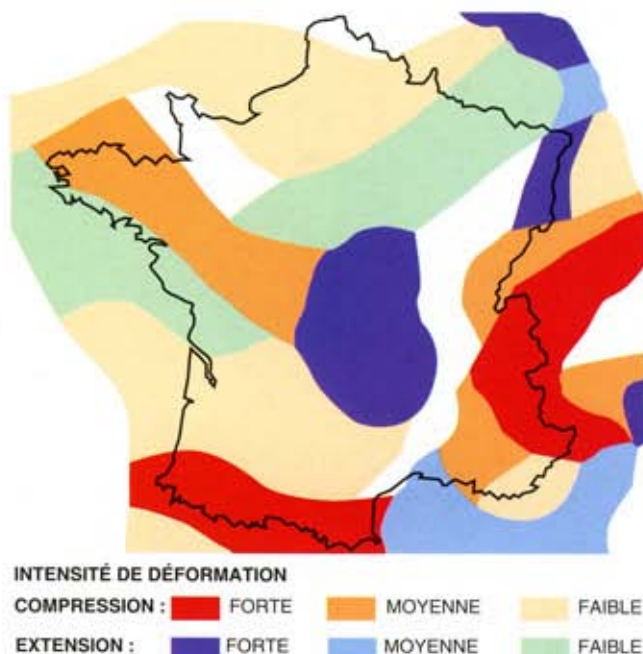 INTENSITÉ DE DÉFORMATION
COMPRESSION : FORTE MOYENNE FAIBLE
EXTENSION : FORTE MOYENNE FAIBLE